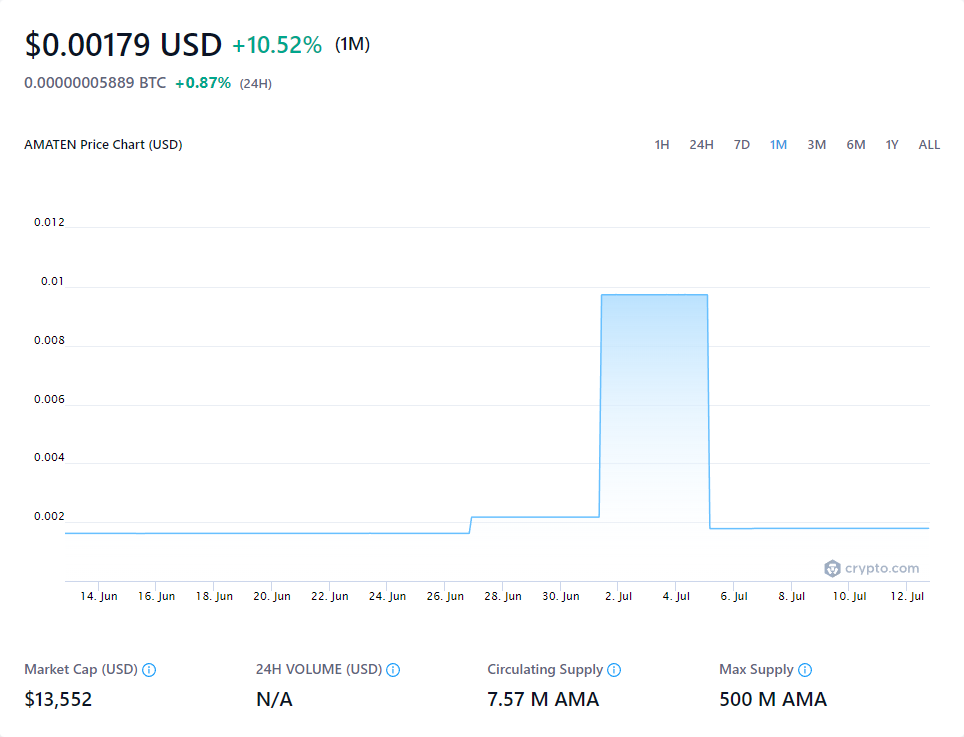 $0.00179 USD +10.52% (1M)
0.00000005889 BTC +0.87% (24H)
AMATEN Price Chart (USD) 1H 24H 7D 1M 3M 6M 1Y ALL
0.012
0.01
0.008
0.006
0.004
0.002
crypto.com
14. Jun 16. Jun 18. Jun 20. Jun 22. Jun 24. Jun 26. Jun 28. Jun 30. Jun 2. Jul 4. Jul 6. Jul 8. Jul 10. Jul 12. Jul
Market Cap (USD) 24H VOLUME (USD) Circulating Supply Max Supply
$13,552 N/A 7.57 M AMA 500 M AMA